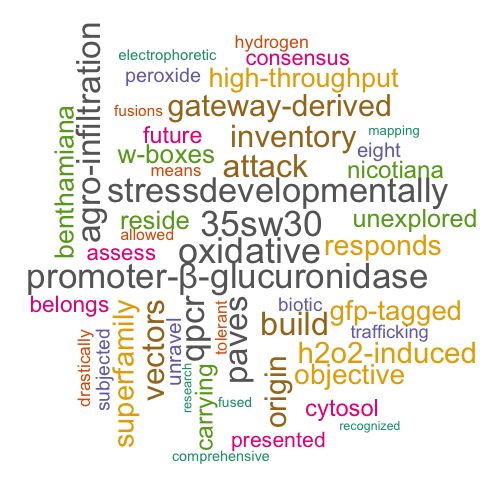 electrophoretic
hydrogen
consensus
peroxide
high-throughput
agro-infiltration
fusions
gateway-derived
benthamiana
future
inventory
mapping
w-boxes
means
attack
eight
nicotiana
stressdevelopmentally
reside
35sw30
unexplored
allowed
assess
oxidative
responds
promoter-β-glucuronidase
belongs
superfamily
vectors
qpcr
paves
biotic
gfp-tagged
build
trafficking
drastically
subjected
unravel
tolerant
h2o2-induced
origin
objective
research
carrying
fused
cytosol
recognized
presented
comprehensive